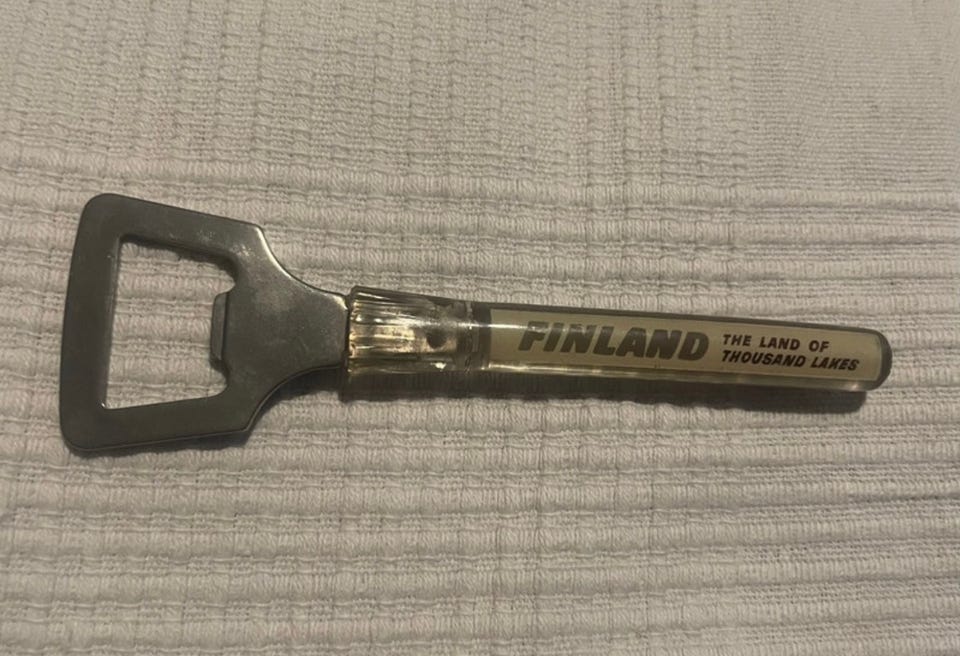 FINLAND
THE LAND OF
THOUSAND LAKES